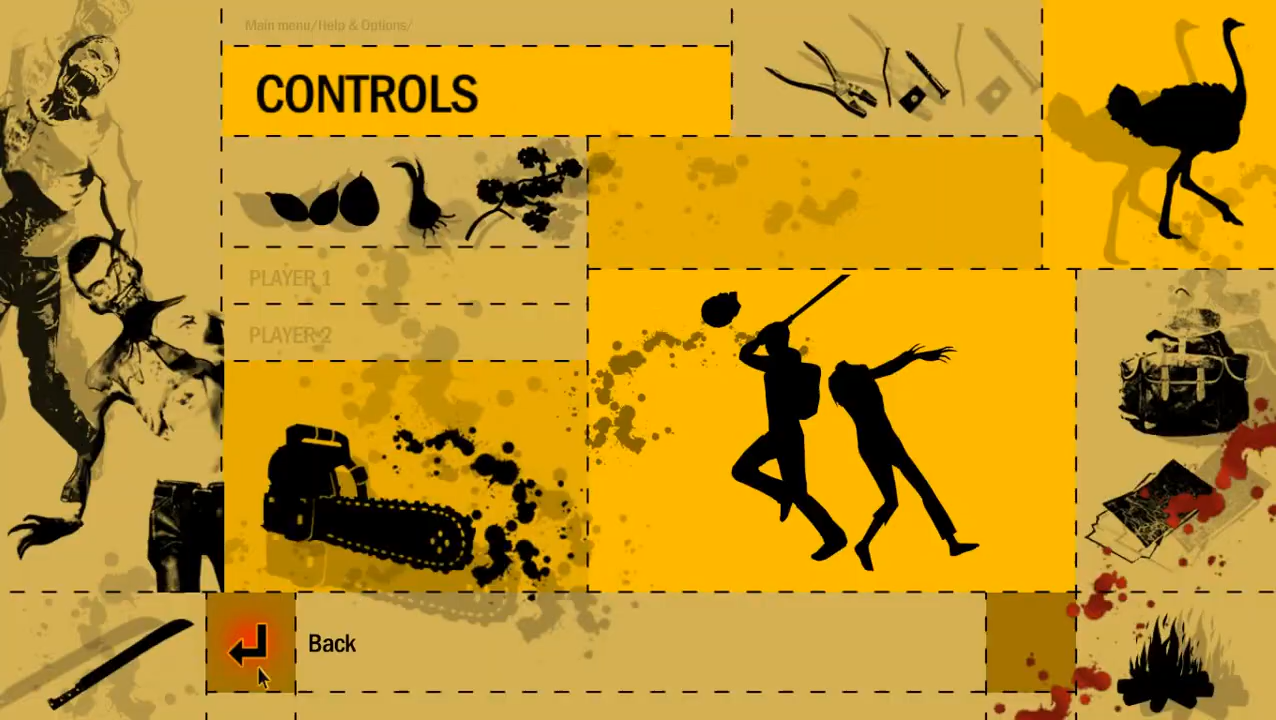 Main menu/Help & Options/
CONTROLS
PLAYER 1
PLAYER 2
Back